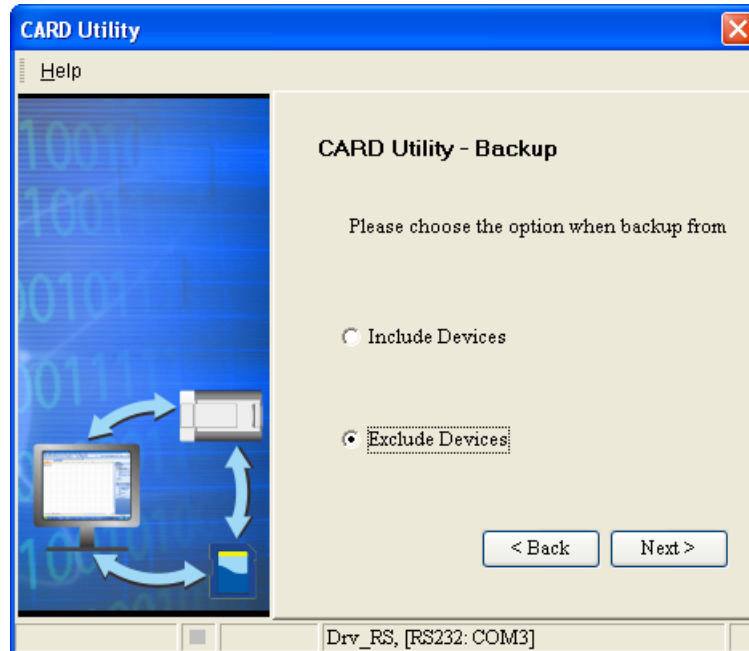 CARD Utility
Help
CARD Utility - Backup
Please choose the option when backup from
Include Devices
Exclude Devices
< Back
Next >
Drv_RS, [RS232: COM3]